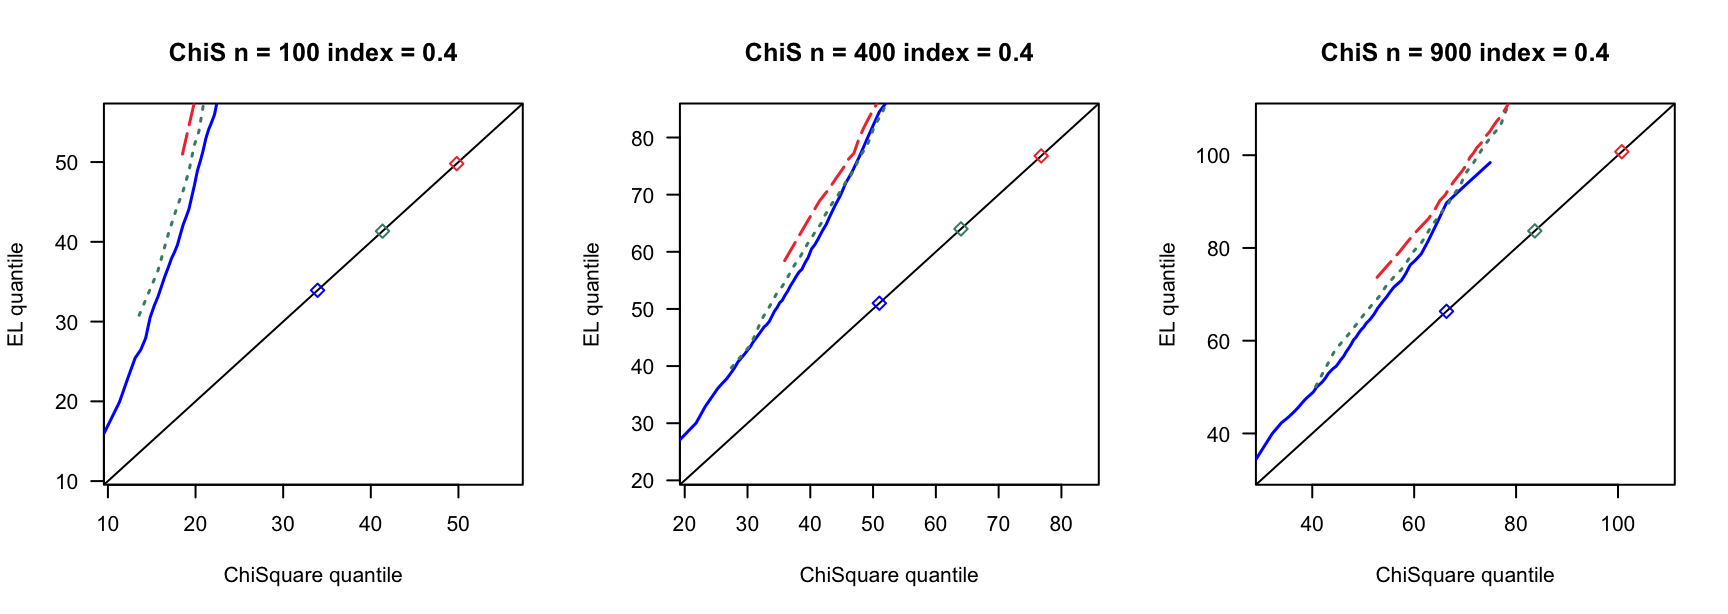 ChiS n = 100 index = 0.4
EL quantile
50
40
30
20
10
10 20 30 40 50
ChiSquare quantile
ChiS n = 400 index = 0.4
EL quantile
80
70
60
50
40
30
20
20 30 40 50 60 70 80
ChiSquare quantile
ChiS n = 900 index = 0.4
EL quantile
100
80
60
40
40 60 80 100
ChiSquare quantile